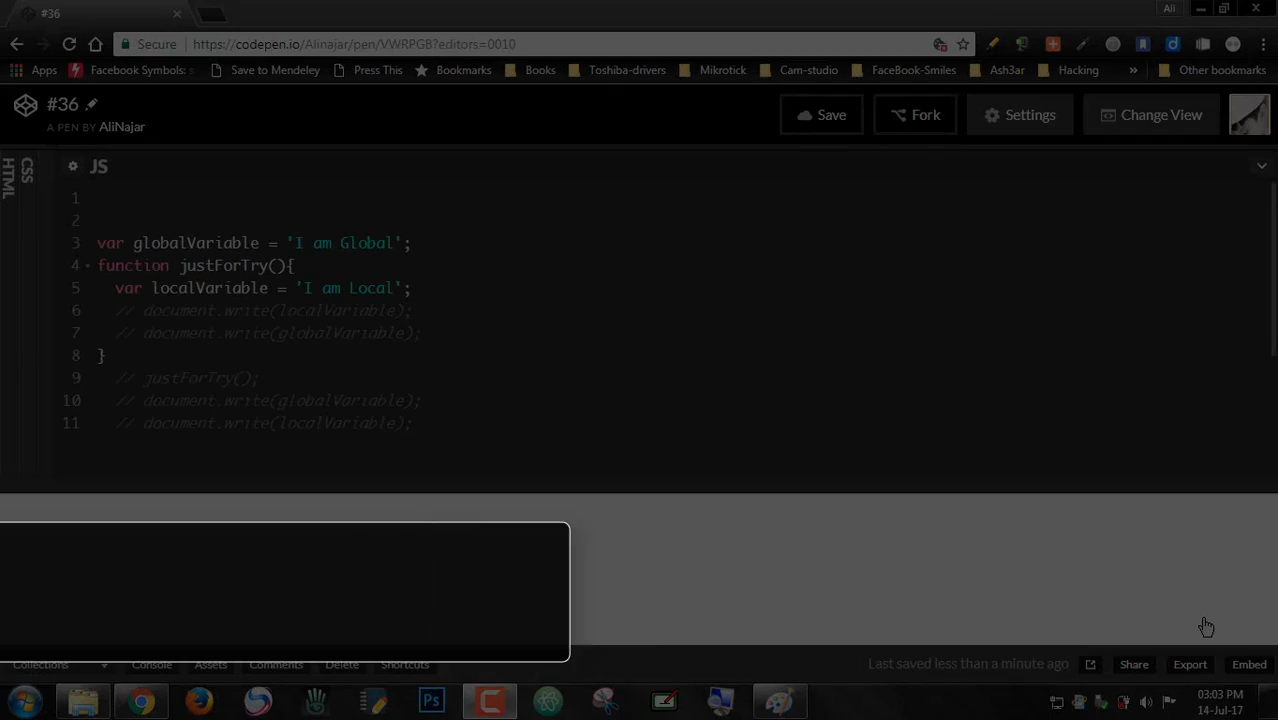 #36
Ali
Secure https://codepen.io/Alinajar/pen/VWRPGB?editors=0010
Apps Facebook Symbols: s Save to Mendeley Press This Bookmarks Books Toshiba-drivers Mikrotick Cam-studio FaceBook-Smiles Ash3ar Hacking » Other bookmarks
#36
A PEN BY AliNajar
Save Fork Settings Change View
HTML
CSS
JS
1
2
3 var globalVariable = 'I am Global';
4 function justForTry(){
5 var localVariable = 'I am Local';
6 // document.write(localVariable);
7 // document.write(globalVariable);
8 }
9 // justForTry();
10 // document.write(globalVariable);
11 // document.write(localVariable);
Collections Console Assets Comments Delete Shortcuts Last saved less than a minute ago Share Export Embed
Ps
03:03 PM
14-Jul-17